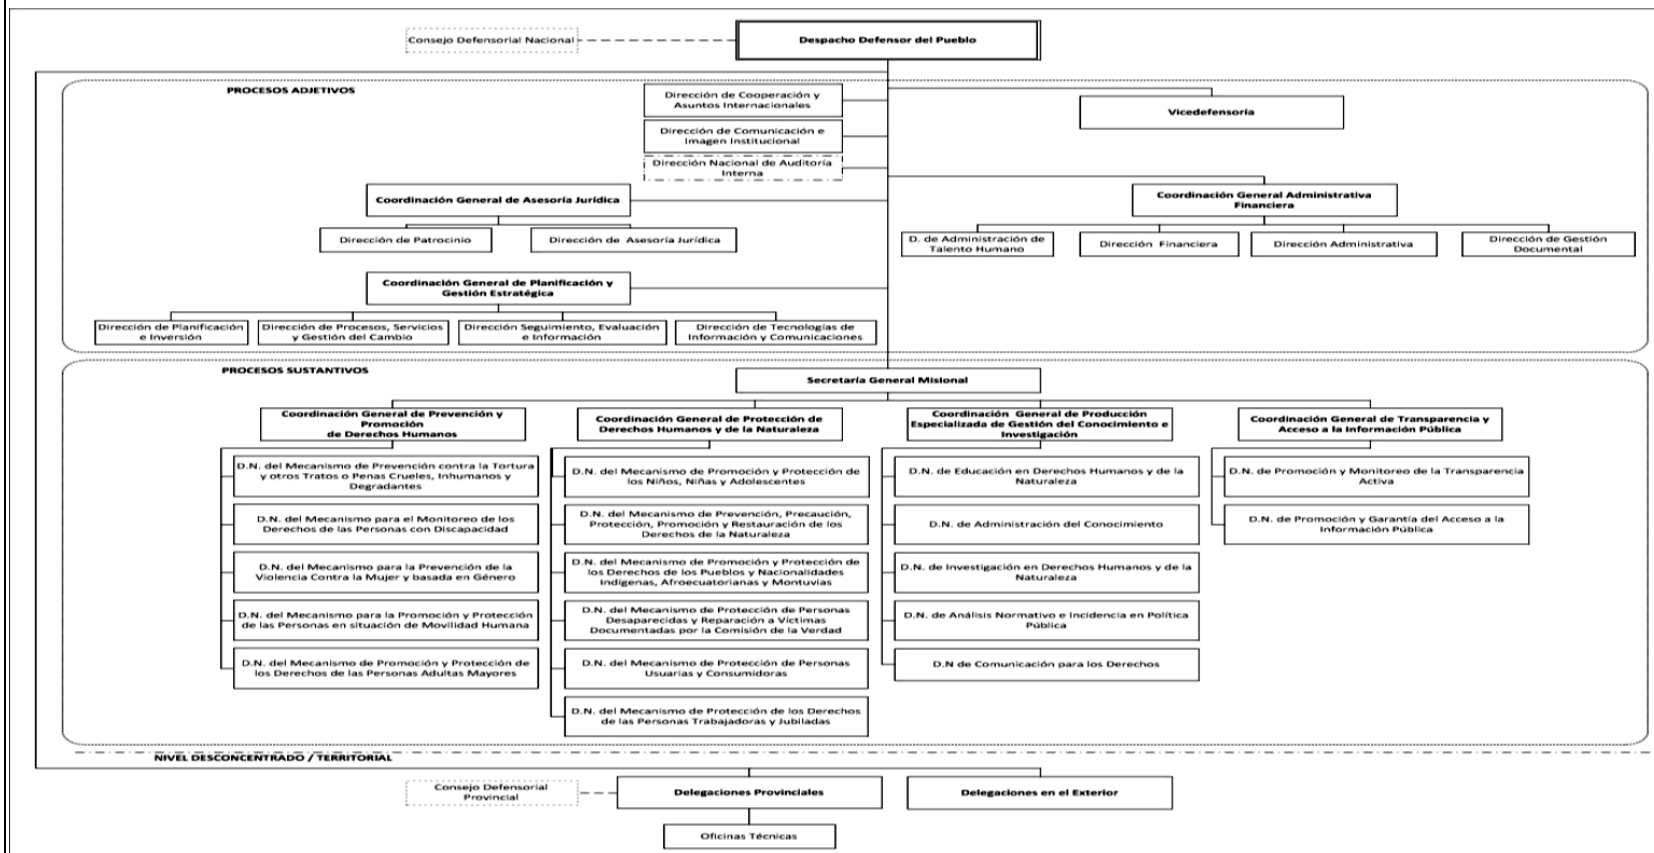 Consejo Defensorial Nacional
Despacho Defensor del Pueblo
PROCESOS ADJETIVOS
Dirección de Cooperación y
Asuntos Internacionales
Vicedefensoría
Dirección de Comunicación e
Imagen Institucional
Dirección Nacional de Auditoría
Interna
Coordinación General de Asesoría Jurídica
Coordinación General Administrativa
Financiera
Dirección de Patrocinio
Dirección de Asesoría Jurídica
D. de Administración de
Talento Humano
Dirección Financiera
Dirección Administrativa
Dirección de Gestión
Documental
Coordinación General de Planificación y
Gestión Estratégica
Dirección de Planificación
e Inversión
Dirección de Procesos, Servicios
y Gestión del Cambio
Dirección Seguimiento, Evaluación
e Información
Dirección de Tecnologías de
Información y Comunicaciones
PROCESOS SUSTANTIVOS
Secretaría General Misional
Coordinación General de Prevención y
Promoción
de Derechos Humanos
Coordinación General de Protección de
Derechos Humanos y de la Naturaleza
Coordinación General de Producción
Especializada de Gestión del Conocimiento e
Investigación
Coordinación General de Transparencia y
Acceso a la Información Pública
D.N. del Mecanismo de Prevención contra la Tortura
y otros Tratos o Penas Crueles, Inhumanos y
Degradantes
D.N. del Mecanismo para el Monitoreo de los
Derechos de las Personas con Discapacidad
D.N. del Mecanismo para la Prevención de la
Violencia Contra la Mujer y basada en Género
D.N. del Mecanismo para la Promoción y Protección
de las Personas en situación de Movilidad Humana
D.N. del Mecanismo de Promoción y Protección de
los Derechos de las Personas Adultas Mayores
D.N. del Mecanismo de Promoción y Protección de
los Niños, Niñas y Adolescentes
D.N. del Mecanismo de Prevención, Precaución,
Protección, Promoción y Restauración de los
Derechos de la Naturaleza
D.N. del Mecanismo de Promoción y Protección de
los Derechos de los Pueblos y Nacionalidades
Indígenas, Afroecuatorianas y Montuvias
D.N. del Mecanismo de Protección de Personas
Desaparecidas y Reparación a Víctimas
Documentadas por la Comisión de la Verdad
D.N. del Mecanismo de Protección de Personas
Usuarias y Consumidoras
D.N. del Mecanismo de Protección de los Derechos
de las Personas Trabajadoras y Jubiladas
D.N. de Educación en Derechos Humanos y de la
Naturaleza
D.N. de Administración del Conocimiento
D.N. de Investigación en Derechos Humanos y de la
Naturaleza
D.N. de Análisis Normativo e Incidencia en Política
Pública
D.N de Comunicación para los Derechos
D.N. de Promoción y Monitoreo de la Transparencia
Activa
D.N. de Promoción y Garantía del Acceso a la
Información Pública
NIVEL DESCONCENTRADO / TERRITORIAL
Consejo Defensorial
Provincial
Delegaciones Provinciales
Delegaciones en el Exterior
Oficinas Técnicas